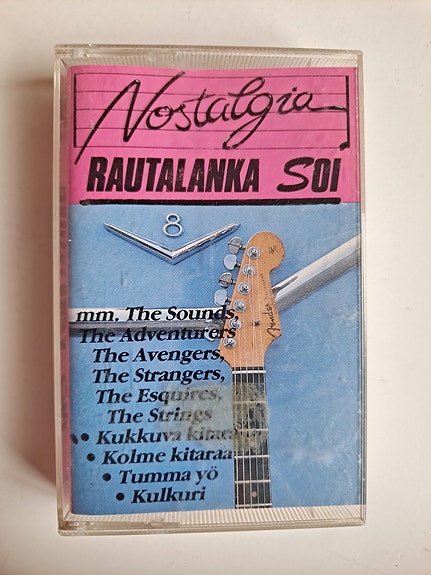 Nostalgia
RAUTALANKA SOI
8
mm. The Sounds,
The Adventurers
The Avengers,
The Strangers,
The Esquires,
The Strings
• Kukkuva kitara
• Kolme kitaraa
• Tumma yö
• Kulkuri
Fender